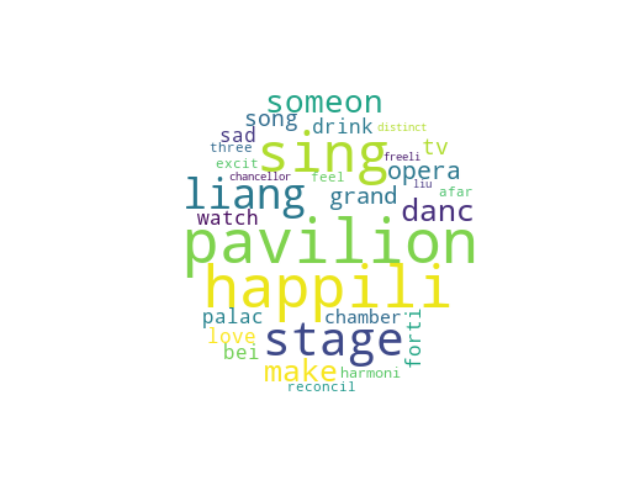 someon
song drink distinct
sad sing tv
three freeli
excit opera
chancellor feel liu
liang grand afar
watch danc
pavilion
happili
palac chamber forti
love stage
bei
make harmoni
reconcil